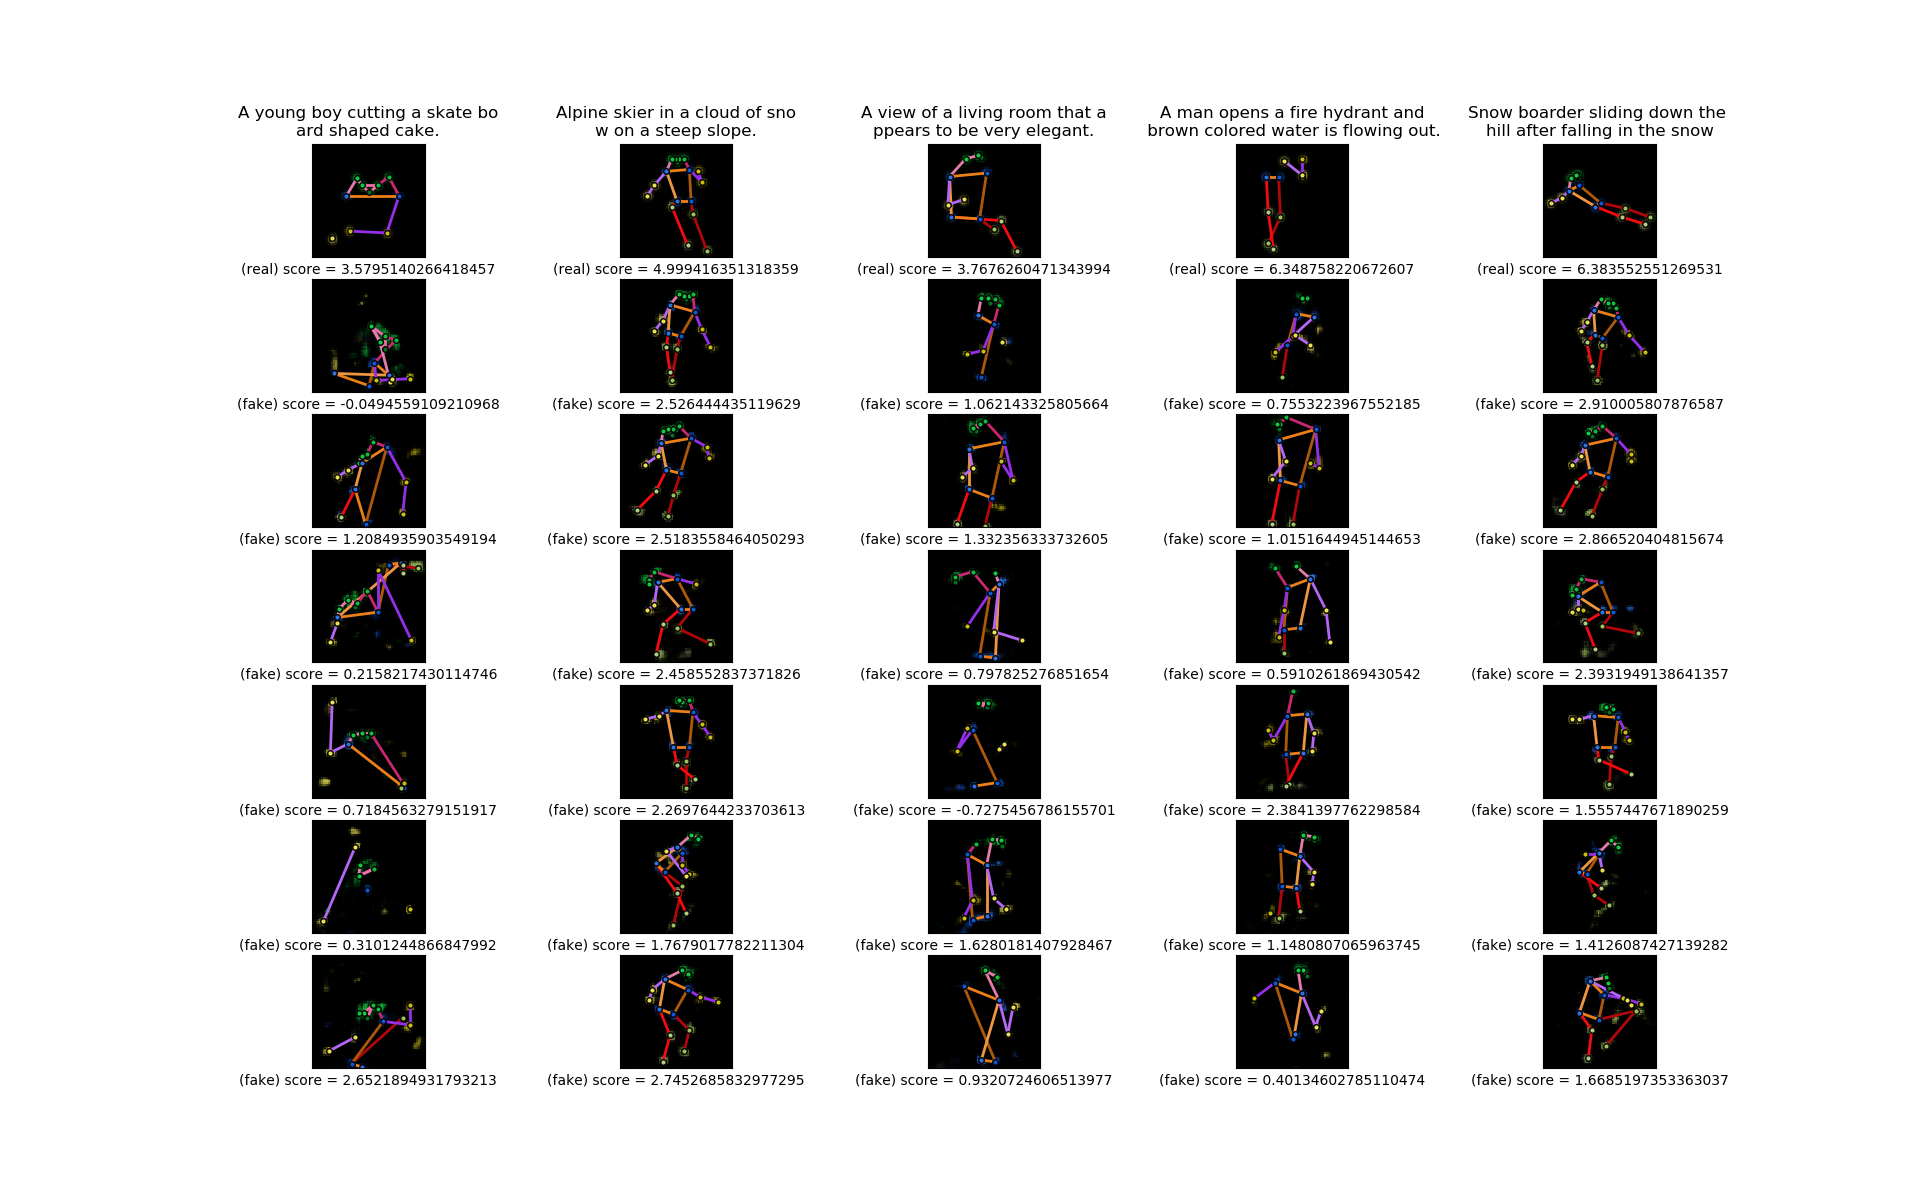 A young boy cutting a skate bo
ard shaped cake.
Alpine skier in a cloud of sno
w on a steep slope.
A view of a living room that a
ppears to be very elegant.
A man opens a fire hydrant and
brown colored water is flowing out.
Snow boarder sliding down the
hill after falling in the snow
(real) score = 3.5795140266418457
(real) score = 4.999416351318359
(real) score = 3.7676260471343994
(real) score = 6.348758220672607
(real) score = 6.383552551269531
(fake) score = -0.0494559109210968
(fake) score = 2.526444435119629
(fake) score = 1.062143325805664
(fake) score = 0.7553223967552185
(fake) score = 2.910005807876587
(fake) score = 1.2084935903549194
(fake) score = 2.5183558464050293
(fake) score = 1.332356333732605
(fake) score = 1.0151644945144653
(fake) score = 2.866520404815674
(fake) score = 0.2158217430114746
(fake) score = 2.458552837371826
(fake) score = 0.797825276851654
(fake) score = 0.5910261869430542
(fake) score = 2.3931949138641357
(fake) score = 0.7184563279151917
(fake) score = 2.2697644233703613
(fake) score = -0.7275456786155701
(fake) score = 2.3841397762298584
(fake) score = 1.5557447671890259
(fake) score = 0.3101244866847992
(fake) score = 1.7679017782211304
(fake) score = 1.6280181407928467
(fake) score = 1.1480807065963745
(fake) score = 1.4126087427139282
(fake) score = 2.6521894931793213
(fake) score = 2.7452685832977295
(fake) score = 0.9320724606513977
(fake) score = 0.40134602785110474
(fake) score = 1.6685197353363037